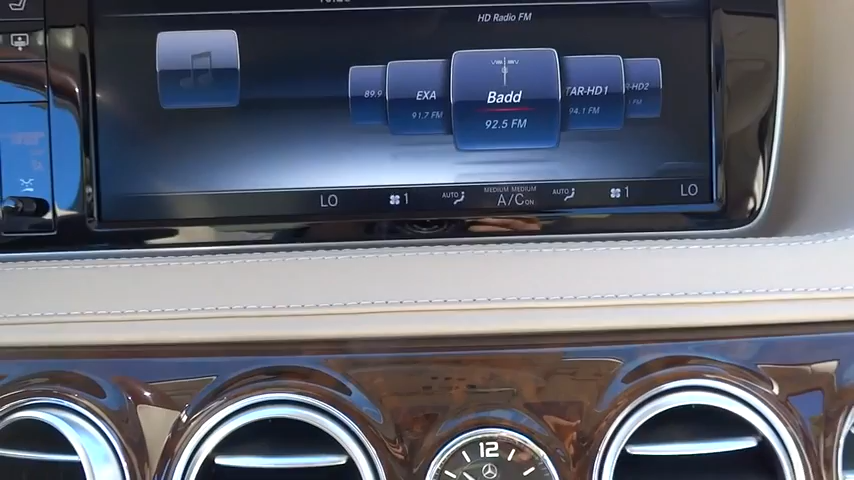 HD Radio FM
89.9
EXA
Badd
TAR-HD1
R-HD2
91.7 FM
92.5 FM
94.1 FM
FM
LO
1
AUTO
MEDIUM MEDIUM
A/C ON
AUTO
1
LO
12